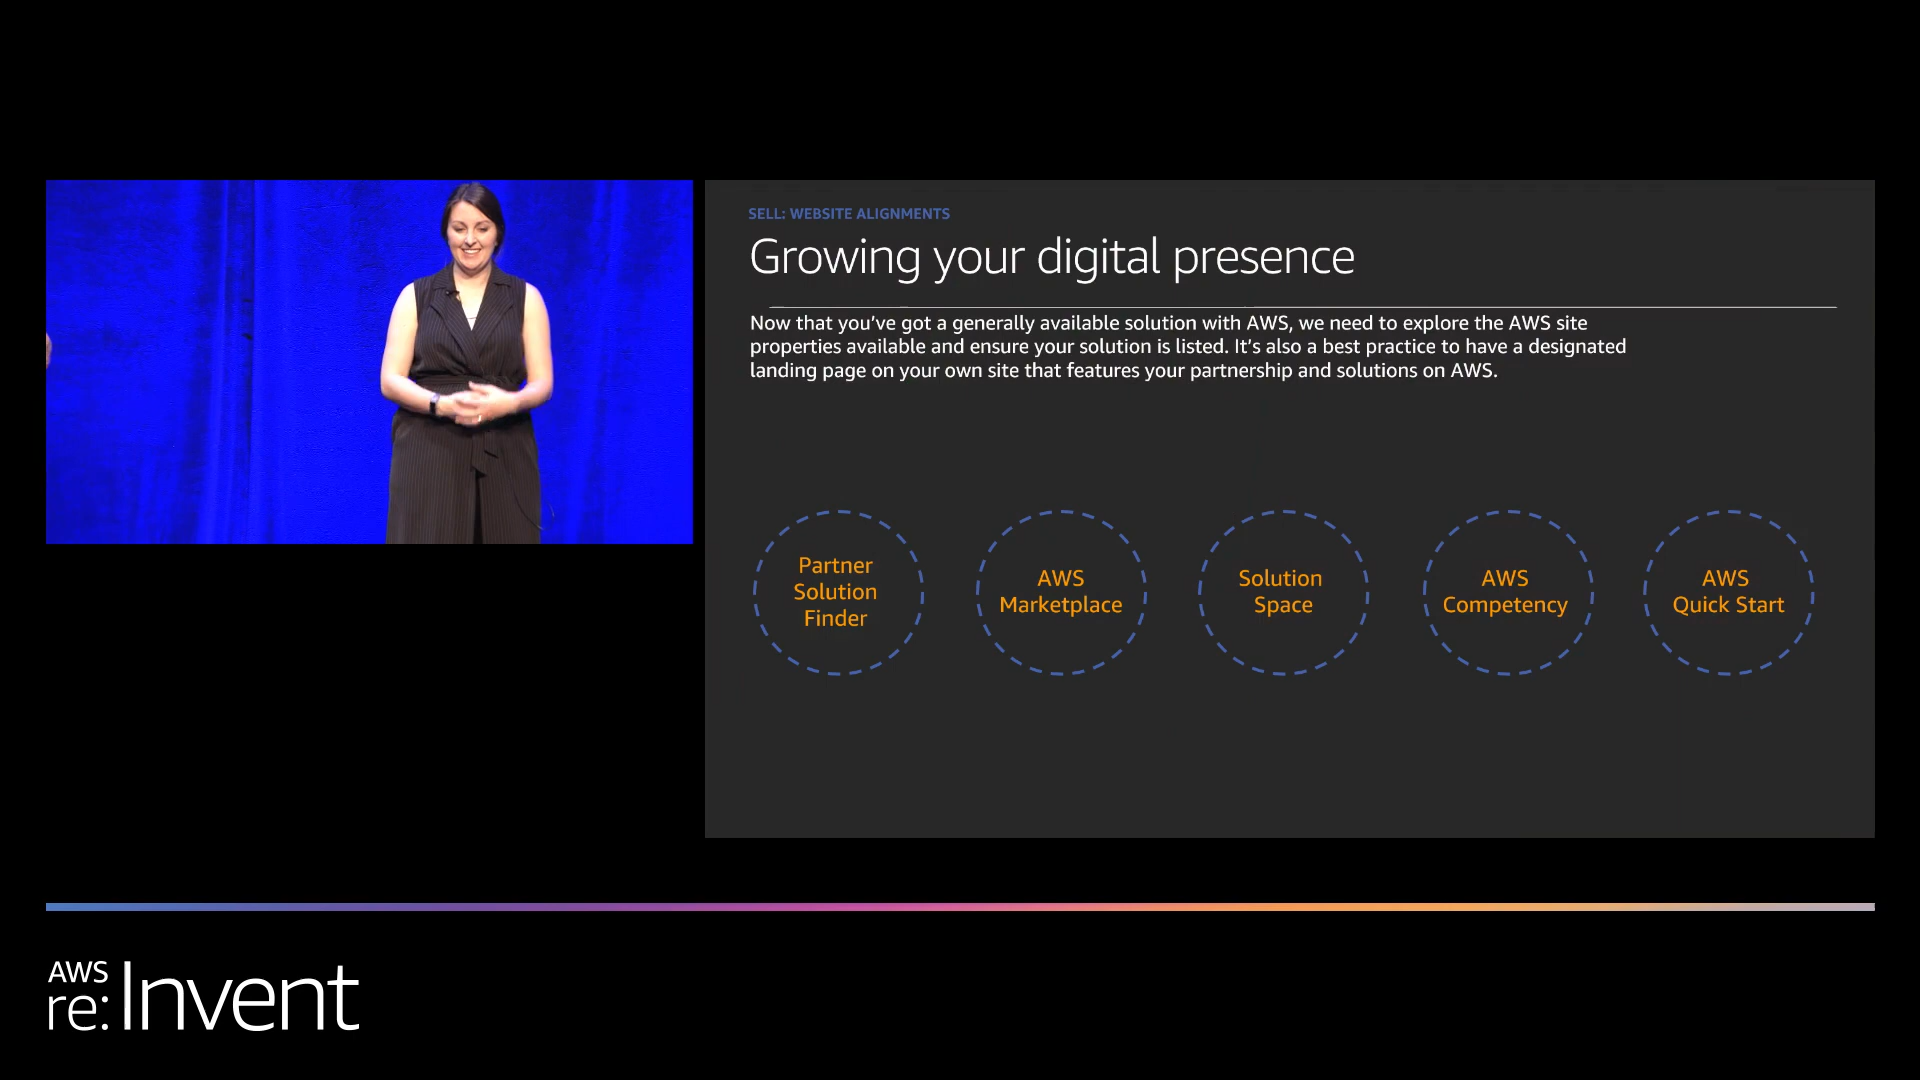 SELL: WEBSITE ALIGNMENTS
Growing your digital presence
Now that you’ve got a generally available solution with AWS, we need to explore the AWS site
properties available and ensure your solution is listed. It’s also a best practice to have a designated
landing page on your own site that features your partnership and solutions on AWS.
Partner
Solution
Finder
AWS
Marketplace
Solution
Space
AWS
Competency
AWS
Quick Start
AWS
re:Invent